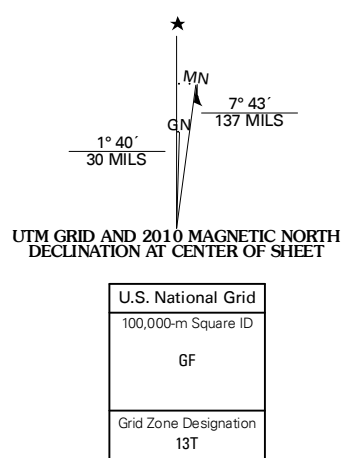 MN
7° 43´
137 MILS
GN
1° 40´
30 MILS
UTM GRID AND 2010 MAGNETIC NORTH
DECLINATION AT CENTER OF SHEET
U.S. National Grid
100,000-m Square ID
GF
Grid Zone Designation
13T